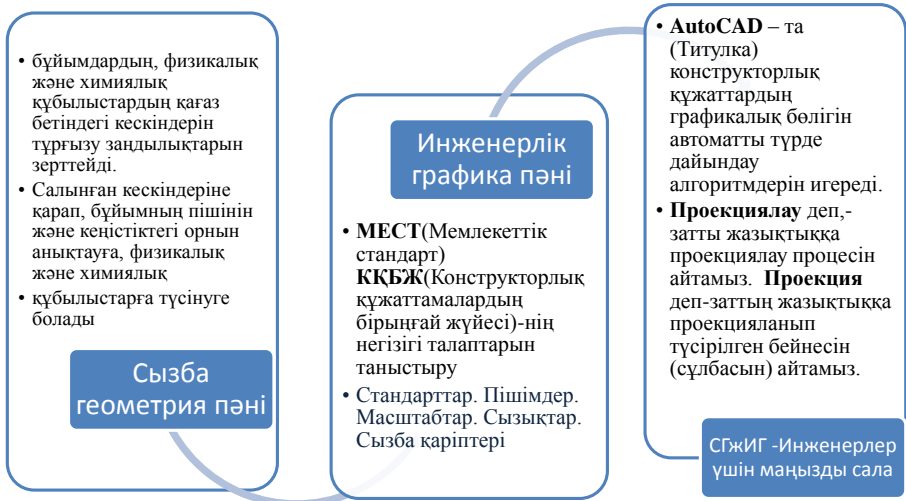 • бұйымдардың, физикалық
және химиялық
құбылыстардың қағаз
бетіндегі кескіндерін
тұрғызу заңдылықтарын
зерттейді.
• Салынған кескіндеріне
қарап, бұйымның пішінін
және кеңістіктегі орнын
анықтауға, физикалық
және химиялық
• құбылыстарға түсінуге
болады
Сызба
геометрия пәні
Инженерлік
графика пәні
• МЕСТ(Мемлекеттік
стандарт)
КҚБЖ(Конструкторлық
құжаттамалардың
бірыңғай жүйесі)-нің
негізігі талаптарын
таныстыру
• Стандарттар. Пішімдер.
Масштабтар. Сызықтар.
Сызба қаріптері
• AutoCAD – та
(Титулка)
конструкторлық
құжаттардың
графикалық бөлігін
автоматты түрде
дайындау
алгоритмдерін игереді.
• Проекциялау деп,-
затты жазықтыққа
проекциялау процесін
айтамыз. Проекция
деп-заттың жазықтыққа
проекцияланып
түсірілген бейнесін
(сұлбасын) айтамыз.
СГжИГ -Инженерлер
үшін маңызды сала